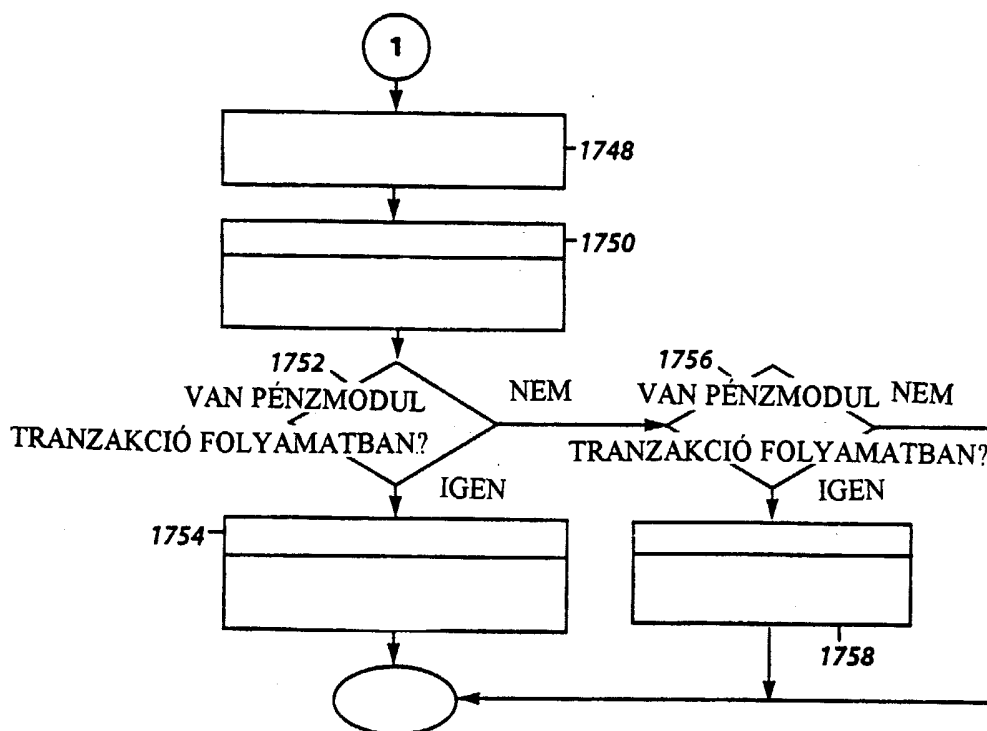 1
1748
1750
1752
VAN PÉNZMODUL
TRANZAKCIÓ FOLYAMATBAN?
NEM
IGEN
1756
VAN PÉNZMODUL
TRANZAKCIÓ FOLYAMATBAN?
NEM
IGEN
1754
1758